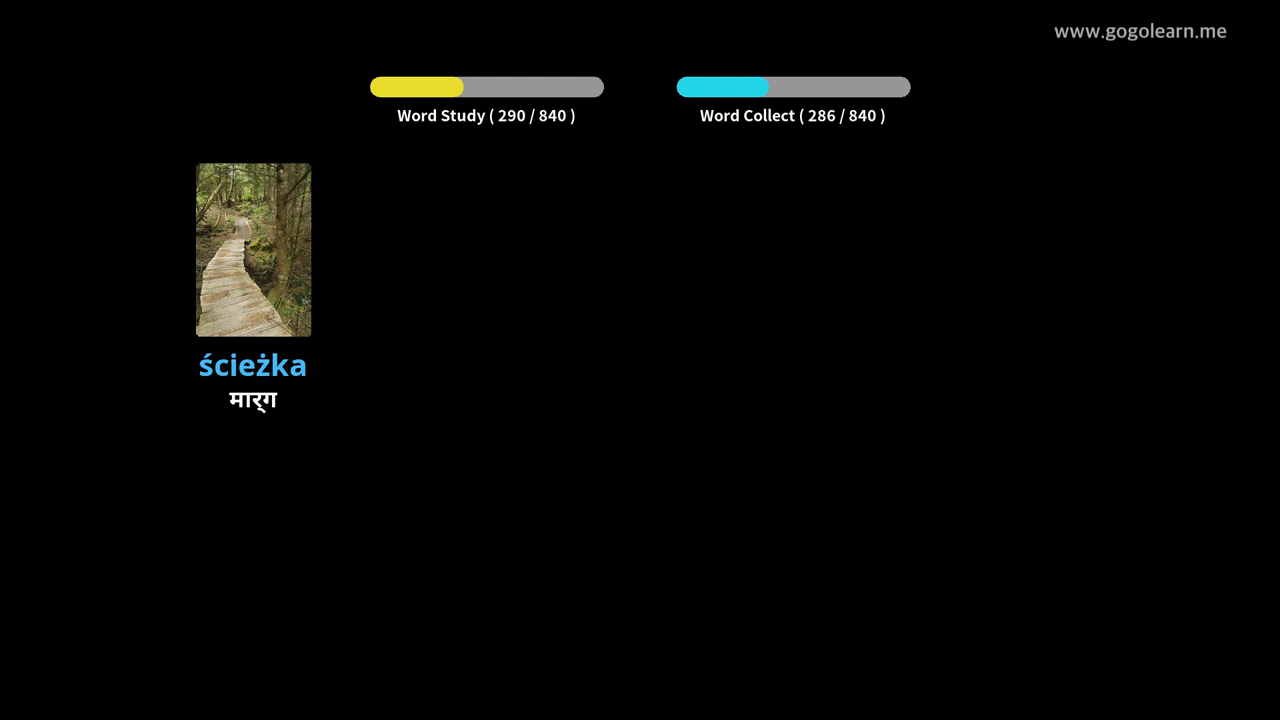 www.gogolearn.me
Word Study ( 290 / 840 )
Word Collect ( 286 / 840 )
ścieżka
मार्ग